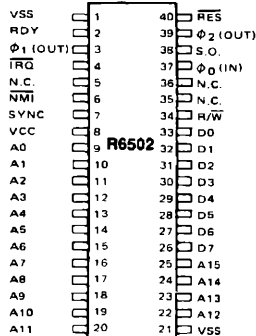 VSS 1 40 R̅E̅S̅
RDY 2 39 ϕ2 (OUT)
ϕ1 (OUT) 3 38 S.O.
I̅R̅Q̅ 4 37 ϕ0 (IN)
N.C. 5 36 N.C.
N̅M̅I̅ 6 35 N.C.
SYNC 7 34 R/W̅
VCC 8 33 D0
A0 9 R6502 32 D1
A1 10 31 D2
A2 11 30 D3
A3 12 29 D4
A4 13 28 D5
A5 14 27 D6
A6 15 26 D7
A7 16 25 A15
A8 17 24 A14
A9 18 23 A13
A10 19 22 A12
A11 20 21 VSS